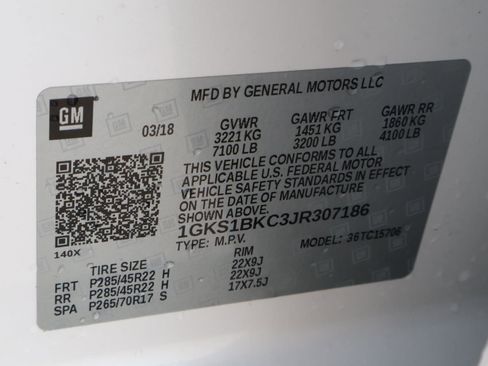 MFD BY GENERAL MOTORS LLC
GM
03/18 GVWR GAWR FRT GAWR RR
3221 KG 1451 KG 1860 KG
7100 LB 3200 LB 4100 LB
THIS VEHICLE CONFORMS TO ALL
APPLICABLE U.S. FEDERAL MOTOR
VEHICLE SAFETY STANDARDS IN EFFECT
ON THE DATE OF MANUFACTURE
SHOWN ABOVE.
1GKS1BKC3JR307186
140X
TYPE: M.P.V. MODEL: 36TC15706
TIRE SIZE RIM
FRT P285/45R22 H 22X9J
RR P285/45R22 H 22X9J
SPA P265/70R17 S 17X7.5J